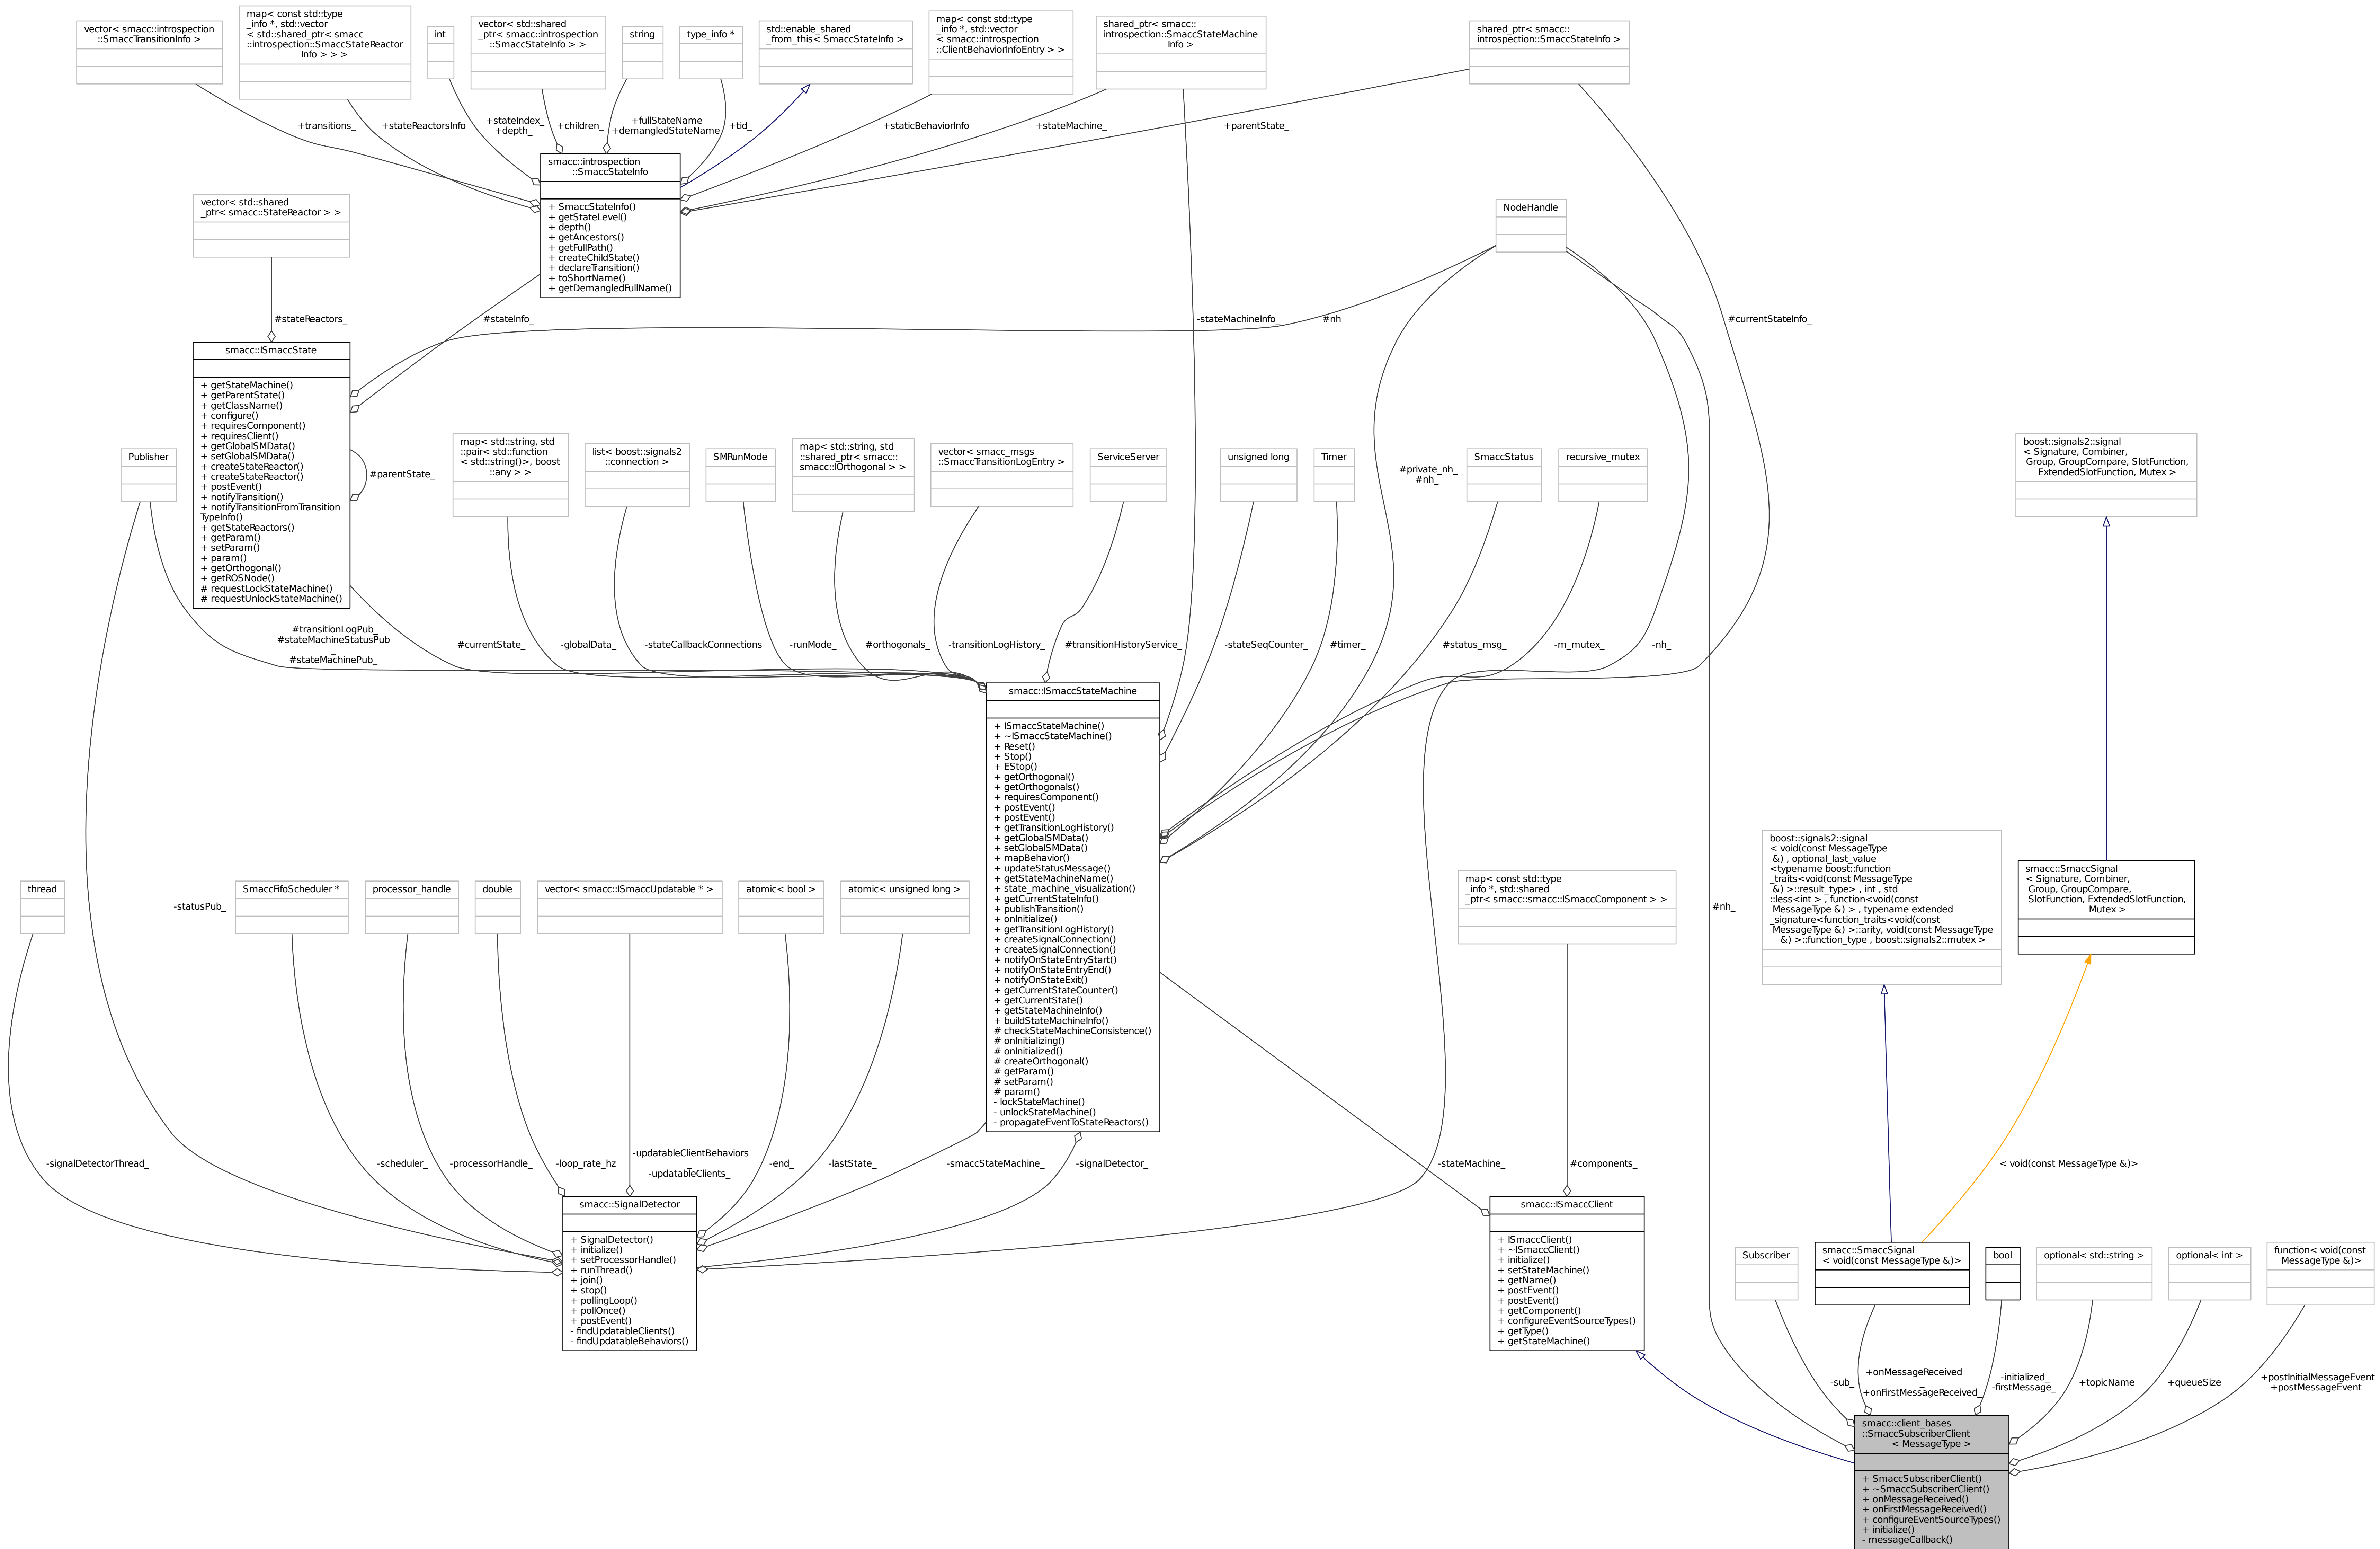 vector< smacc::introspection
::SmaccTransitionInfo >
map< const std::type
_info *, std::vector
< std::shared_ptr< smacc
::introspection::SmaccStateReactor
Info > > >
int
vector< std::shared
_ptr< smacc::introspection
::SmaccStateInfo > >
string
type_info *
std::enable_shared
_from_this< SmaccStateInfo >
map< const std::type
_info *, std::vector
< smacc::introspection
::ClientBehaviorInfoEntry > >
shared_ptr< smacc::
introspection::SmaccStateMachine
Info >
shared_ptr< smacc::
introspection::SmaccStateInfo >
+transitions_
+stateReactorsInfo
+stateIndex_
+depth_
+children_
+fullStateName
+demangledStateName
+tid_
+staticBehaviorInfo
+stateMachine_
+parentState_
smacc::introspection
::SmaccStateInfo
+ SmaccStateInfo()
+ getStateLevel()
+ depth()
+ getAncestors()
+ getFullPath()
+ createChildState()
+ declareTransition()
+ toShortName()
+ getDemangledFullName()
vector< std::shared
_ptr< smacc::StateReactor > >
NodeHandle
#stateReactors_
#stateInfo_
-stateMachineInfo_
#nh
#currentStateInfo_
smacc::ISmaccState
+ getStateMachine()
+ getParentState()
+ getClassName()
+ configure()
+ requiresComponent()
+ requiresClient()
+ getGlobalSMData()
+ setGlobalSMData()
+ createStateReactor()
+ createStateReactor()
+ postEvent()
+ notifyTransition()
+ notifyTransitionFromTransition
TypeInfo()
+ getStateReactors()
+ getParam()
+ setParam()
+ param()
+ getOrthogonal()
+ getROSNode()
# requestLockStateMachine()
# requestUnlockStateMachine()
#parentState_
Publisher
map< std::string, std
::pair< std::function
< std::string()>, boost
::any > >
list< boost::signals2
::connection >
SMRunMode
map< std::string, std
::shared_ptr< smacc::
smacc::IOrthogonal > >
vector< smacc_msgs
::SmaccTransitionLogEntry >
ServiceServer
unsigned long
Timer
#private_nh_
#nh_
SmaccStatus
recursive_mutex
boost::signals2::signal
< Signature, Combiner,
Group, GroupCompare, SlotFunction,
ExtendedSlotFunction, Mutex >
#transitionLogPub_
#stateMachineStatusPub
_
#stateMachinePub_
#currentState_
-globalData_
-stateCallbackConnections
-runMode_
#orthogonals_
-transitionLogHistory_
#transitionHistoryService_
-stateSeqCounter_
#timer_
#status_msg_
-m_mutex_
-nh_
smacc::ISmaccStateMachine
+ ISmaccStateMachine()
+ ~ISmaccStateMachine()
+ Reset()
+ Stop()
+ EStop()
+ getOrthogonal()
+ getOrthogonals()
+ requiresComponent()
+ postEvent()
+ postEvent()
+ getTransitionLogHistory()
+ getGlobalSMData()
+ setGlobalSMData()
+ mapBehavior()
+ updateStatusMessage()
+ getStateMachineName()
+ state_machine_visualization()
+ getCurrentStateInfo()
+ publishTransition()
+ onInitialize()
+ getTransitionLogHistory()
+ createSignalConnection()
+ createSignalConnection()
+ notifyOnStateEntryStart()
+ notifyOnStateEntryEnd()
+ notifyOnStateExit()
+ getCurrentStateCounter()
+ getCurrentState()
+ getStateMachineInfo()
+ buildStateMachineInfo()
# checkStateMachineConsistence()
# onInitializing()
# onInitialized()
# createOrthogonal()
# getParam()
# setParam()
# param()
- lockStateMachine()
- unlockStateMachine()
- propagateEventToStateReactors()
thread
-statusPub_
SmaccFifoScheduler *
processor_handle
double
vector< smacc::ISmaccUpdatable * >
atomic< bool >
atomic< unsigned long >
map< const std::type
_info *, std::shared
_ptr< smacc::smacc::ISmaccComponent > >
#nh_
boost::signals2::signal
< void(const MessageType
&) , optional_last_value
<typename boost::function
_traits<void(const MessageType
&) >::result_type> , int , std
::less<int > , function<void(const
MessageType &) > , typename extended
_signature<function_traits<void(const
MessageType &) >::arity, void(const MessageType
&) >::function_type , boost::signals2::mutex >
smacc::SmaccSignal
< Signature, Combiner,
Group, GroupCompare,
SlotFunction, ExtendedSlotFunction,
Mutex >
-signalDetectorThread_
-scheduler_
-processorHandle_
-loop_rate_hz
-updatableClientBehaviors
_
-updatableClients_
-end_
-lastState_
-smaccStateMachine_
-signalDetector_
-stateMachine_
#components_
< void(const MessageType &)>
smacc::SignalDetector
+ SignalDetector()
+ initialize()
+ setProcessorHandle()
+ runThread()
+ join()
+ stop()
+ pollingLoop()
+ pollOnce()
+ postEvent()
- findUpdatableClients()
- findUpdatableBehaviors()
smacc::ISmaccClient
+ ISmaccClient()
+ ~ISmaccClient()
+ initialize()
+ setStateMachine()
+ getName()
+ postEvent()
+ postEvent()
+ getComponent()
+ configureEventSourceTypes()
+ getType()
+ getStateMachine()
Subscriber
smacc::SmaccSignal
< void(const MessageType &)>
bool
optional< std::string >
optional< int >
function< void(const
MessageType &)>
-sub_
+onMessageReceived
_
+onFirstMessageReceived_
-initialized_
-firstMessage_
+topicName
+queueSize
+postInitialMessageEvent
+postMessageEvent
smacc::client_bases
::SmaccSubscriberClient
< MessageType >
+ SmaccSubscriberClient()
+ ~SmaccSubscriberClient()
+ onMessageReceived()
+ onFirstMessageReceived()
+ configureEventSourceTypes()
+ initialize()
- messageCallback()